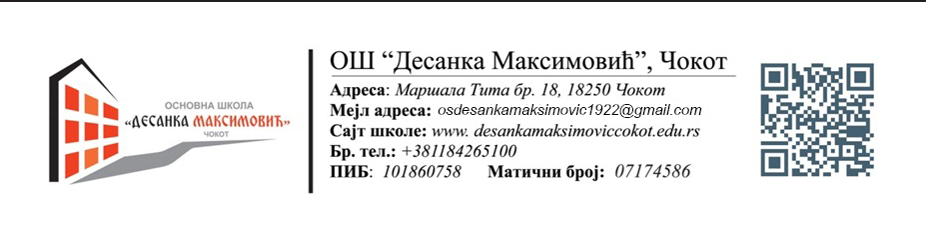 ОСНОВНА ШКОЛА
„ДЕСАНКА МАКСИМОВИЋ”
ЧОКОТ
ОШ “Десанка Максимовић”, Чокот
Адреса: Маршала Тита бр. 18, 18250 Чокот
Мејл адреса: osdesankamaksimovic1922@gmail.com
Сајт школе: www. desankamaksimoviccokot.edu.rs
Бр. тел.: +381184265100
ПИБ: 101860758 Матични број: 07174586